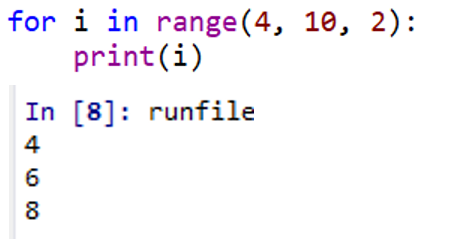 for i in range(4, 10, 2):
    print(i)
In [8]: runfile
4
6
8